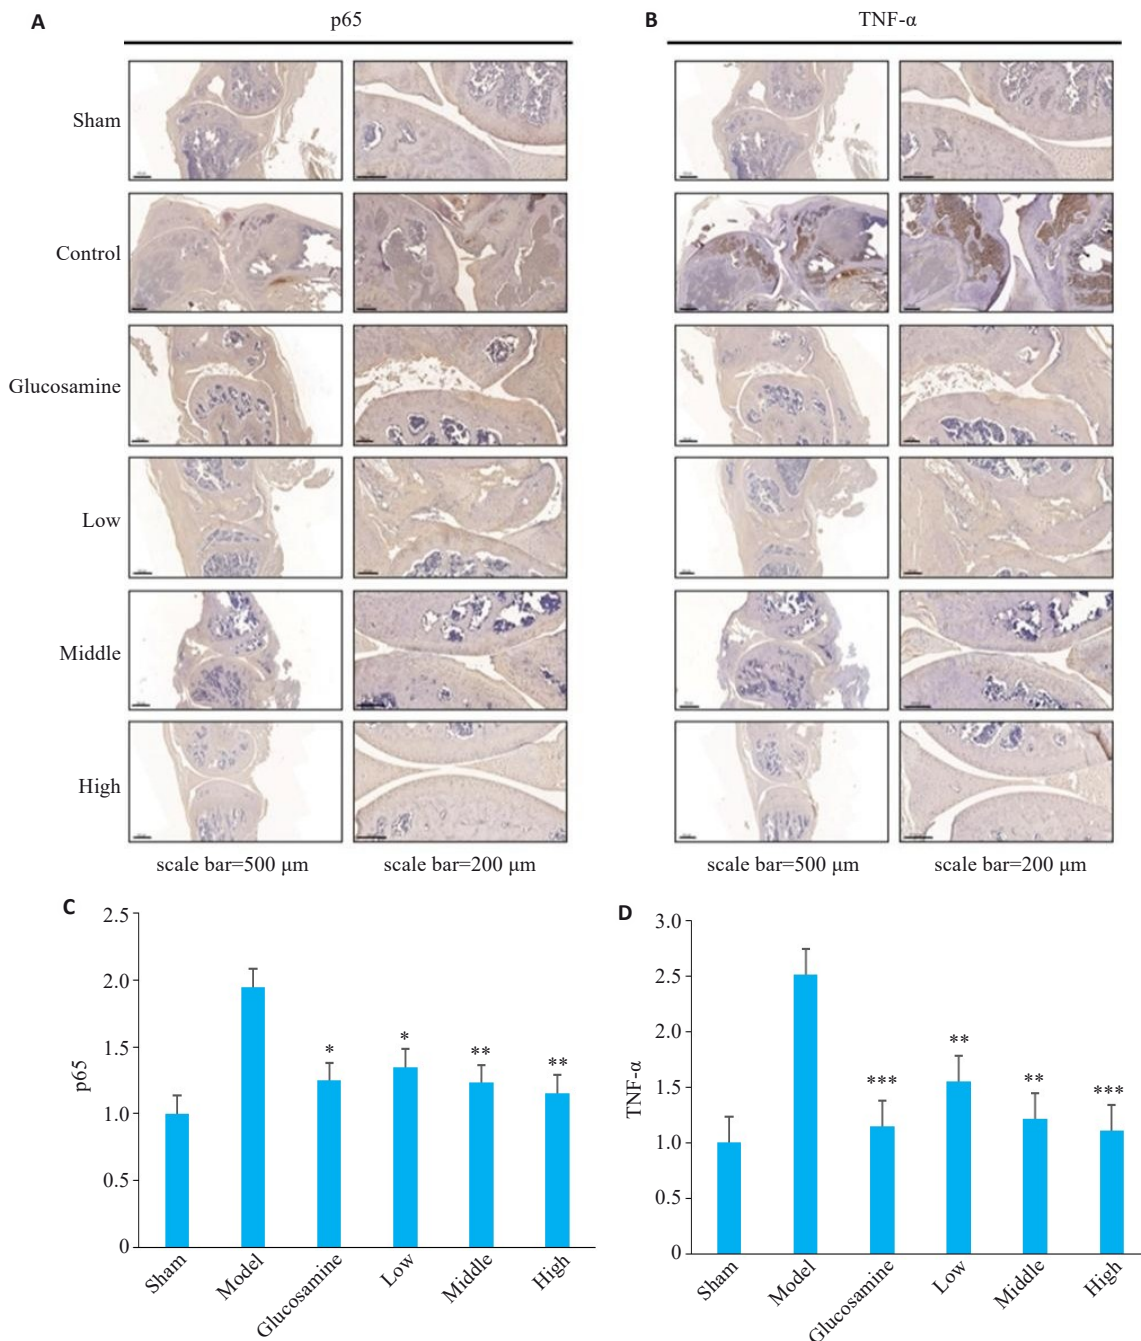 A
p65
B
TNF-α
Sham
Control
Glucosamine
Low
Middle
High
scale bar=500 μm
scale bar=200 μm
scale bar=500 μm
scale bar=200 μm
C
2.5
2.0
1.5
1.0
0.5
0
p65
*
*
**
**
Sham
Model
Glucosamine
Low
Middle
High
D
3.0
2.5
2.0
1.5
1.0
0.5
0
TNF-α
***
**
**
***
Sham
Model
Glucosamine
Low
Middle
High